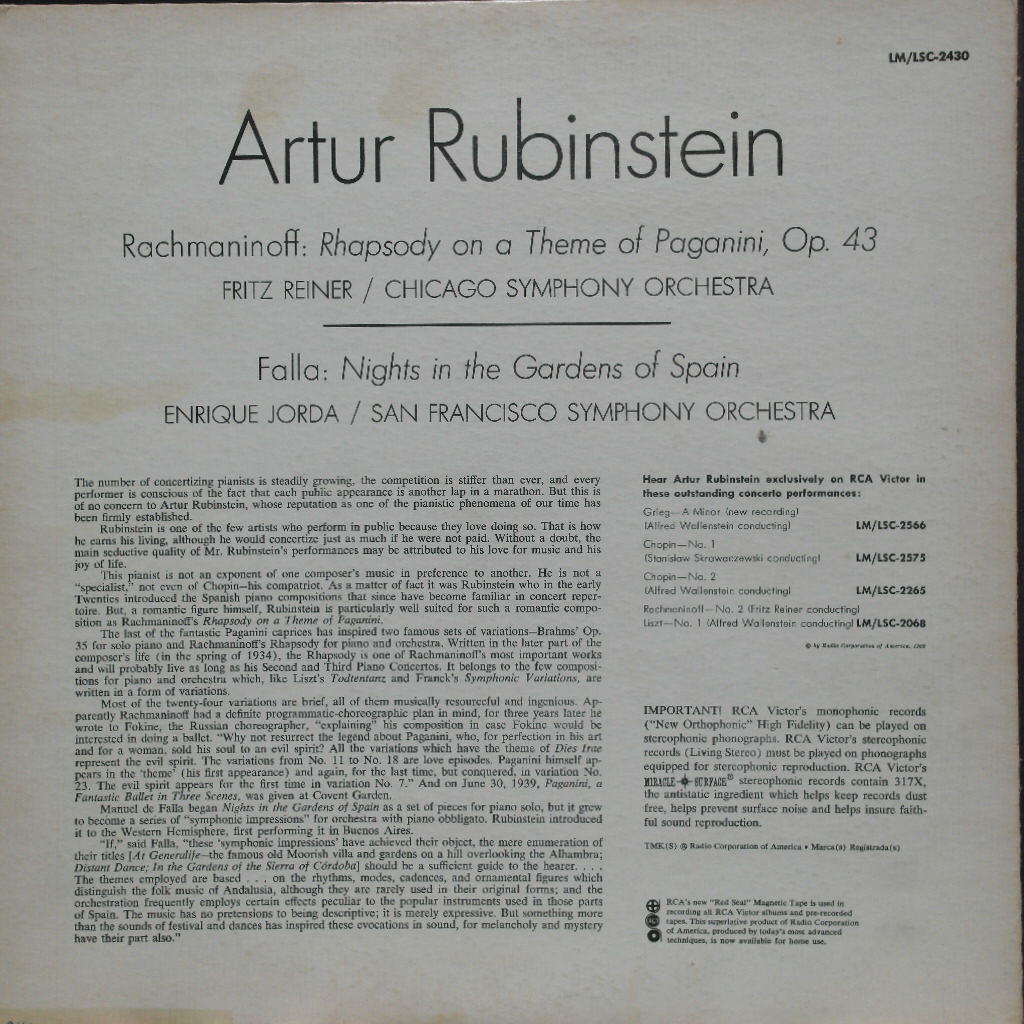 LM/LSC-2430
Artur Rubinstein
Rachmaninoff: Rhapsody on a Theme of Paganini, Op. 43
FRITZ REINER / CHICAGO SYMPHONY ORCHESTRA
Falla: Nights in the Gardens of Spain
ENRIQUE JORDA / SAN FRANCISCO SYMPHONY ORCHESTRA
The number of concertizing pianists is steadily growing, the competition is stiffer than ever, and every
performer is conscious of the fact that each public appearance is another lap in a marathon. But this is
of no concern to Artur Rubinstein, whose reputation as one of the pianistic phenomena of our time has
been firmly established.
Rubinstein is one of the few artists who perform in public because they love doing so. That is how
he earns his living, although he would concertize just as much if he were not paid. Without a doubt, the
main seductive quality of Mr. Rubinstein's performances may be attributed to his love for music and his
joy of life.
This pianist is not an exponent of one composer's music in preference to another. He is not a
“specialist,” not even of Chopin—his compatriot. As a matter of fact it was Rubinstein who in the early
Twenties introduced the Spanish piano compositions that since have become familiar in concert reper-
toire. But, a romantic figure himself, Rubinstein is particularly well suited for such a romantic compo-
sition as Rachmaninoff's Rhapsody on a Theme of Paganini.
The last of the fantastic Paganini caprices has inspired two famous sets of variations—Brahms' Op.
35 for solo piano and Rachmaninoff's Rhapsody for piano and orchestra. Written in the later part of the
composer's life (in the spring of 1934), the Rhapsody is one of Rachmaninoff's most important works
and will probably live as long as his Second and Third Piano Concertos. It belongs to the few composi-
tions for piano and orchestra which, like Liszt's Todtentanz and Franck's Symphonic Variations, are
written in a form of variations.
Most of the twenty-four variations are brief, all of them musically resourceful and ingenious. Ap-
parently Rachmaninoff had a definite programmatic-choreographic plan in mind, for three years later he
wrote to Fokine, the Russian choreographer, “explaining” his composition in case Fokine would be
interested in doing a ballet. “Why not resurrect the legend about Paganini, who, for perfection in his art
and for a woman, sold his soul to an evil spirit? All the variations which have the theme of Dies Irae
represent the evil spirit. The variations from No. 11 to No. 18 are love episodes. Paganini himself ap-
pears in the 'theme' (his first appearance) and again, for the last time, but conquered, in variation No.
23. The evil spirit appears for the first time in variation No. 7.” And on June 30, 1939, Paganini, a
Fantastic Ballet in Three Scenes, was given at Covent Garden.
Manuel de Falla began Nights in the Gardens of Spain as a set of pieces for piano solo, but it grew
to become a series of “symphonic impressions” for orchestra with piano obbligato. Rubinstein introduced
it to the Western Hemisphere, first performing it in Buenos Aires.
“If,” said Falla, “these 'symphonic impressions' have achieved their object, the mere enumeration of
their titles [At Generalife—the famous old Moorish villa and gardens on a hill overlooking the Alhambra;
Distant Dance; In the Gardens of the Sierra of Córdoba] should be a sufficient guide to the hearer. . . .
The themes employed are based . . . on the rhythms, modes, cadences, and ornamental figures which
distinguish the folk music of Andalusia, although they are rarely used in their original forms; and the
orchestration frequently employs certain effects peculiar to the popular instruments used in those parts
of Spain. The music has no pretensions to being descriptive; it is merely expressive. But something more
than the sounds of festival and dances has inspired these evocations in sound, for melancholy and mystery
have their part also.”
Hear Artur Rubinstein exclusively on RCA Victor in
these outstanding concerto performances:
Grieg—A Minor (new recording)
(Alfred Wallenstein conducting) LM/LSC-2566
Chopin—No. 1
(Stanislaw Skrowaczewski conducting) LM/LSC-2575
Chopin—No. 2
(Alfred Wallenstein conducting) LM/LSC-2265
Rachmaninoff—No. 2 (Fritz Reiner conducting)
Liszt—No. 1 (Alfred Wallenstein conducting) LM/LSC-2068
© by Radio Corporation of America,
IMPORTANT! RCA Victor's monophonic records
(“New Orthophonic” High Fidelity) can be played on
stereophonic phonographs. RCA Victor's stereophonic
records (Living Stereo) must be played on phonographs
equipped for stereophonic reproduction. RCA Victor's
MIRACLE SURFACE® stereophonic records contain 317X,
the antistatic ingredient which helps keep records dust
free, helps prevent surface noise and helps insure faith-
ful sound reproduction.
TMK(S) ® Radio Corporation of America • Marca(s) Registrada(s)
RCA's new “Red Seal” Magnetic Tape is used in
recording all RCA Victor albums and pre-recorded
tapes. This superlative product of Radio Corporation
of America, produced by today's most advanced
techniques, is now available for home use.